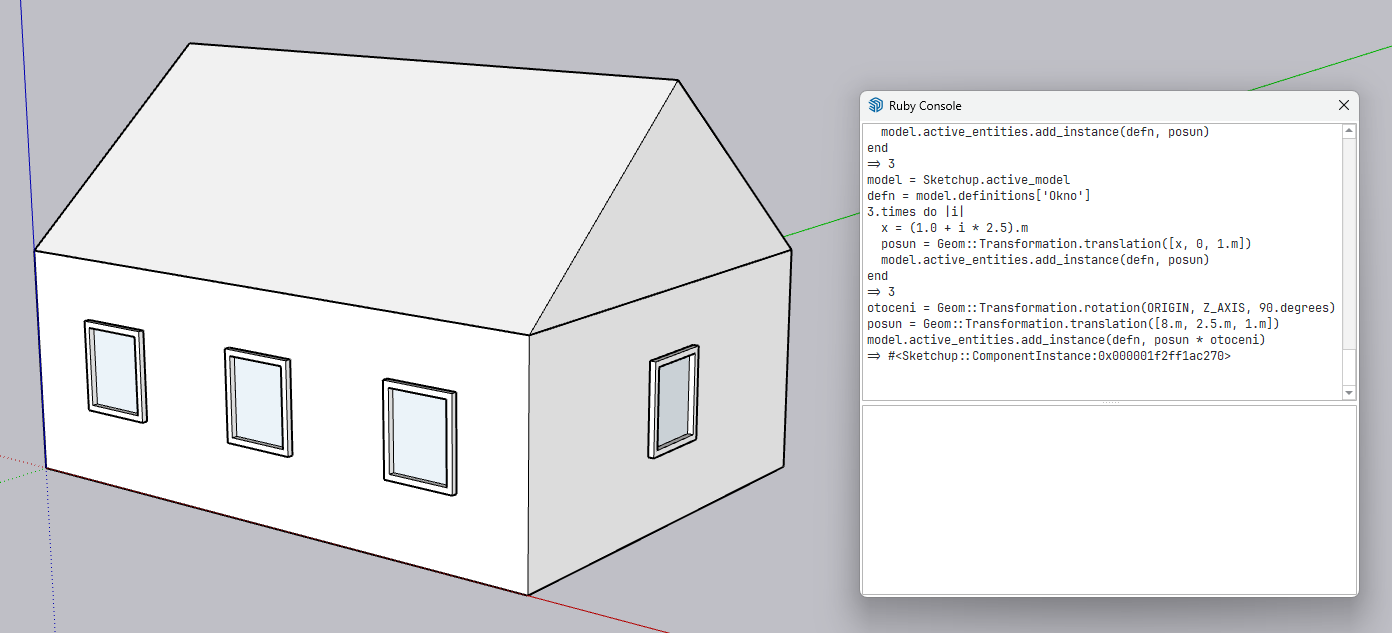 Ruby Console
model.active_entities.add_instance(defn, posun)
end
=> 3
model = Sketchup.active_model
defn = model.definitions['Okno']
3.times do |i|
  x = (1.0 + i * 2.5).m
  posun = Geom::Transformation.translation([x, 0, 1.m])
  model.active_entities.add_instance(defn, posun)
end
=> 3
otoceni = Geom::Transformation.rotation(ORIGIN, Z_AXIS, 90.degrees)
posun = Geom::Transformation.translation([8.m, 2.5.m, 1.m])
model.active_entities.add_instance(defn, posun * otoceni)
=> #<Sketchup::ComponentInstance:0x000001f2ff1ac270>